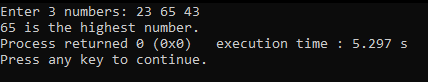 Enter 3 numbers: 23 65 43
65 is the highest number.
Process returned 0 (0x0)   execution time : 5.297 s
Press any key to continue.